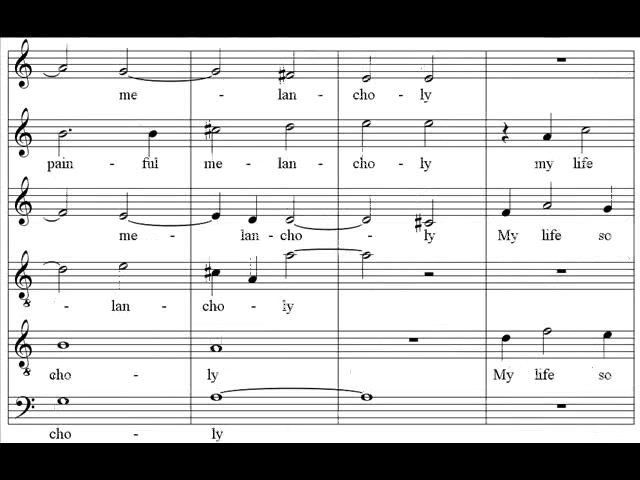 me - lan - cho - ly
pain - ful me - lan - cho - ly my life
me - lan - cho - ly My life so
- lan - cho - ly
cho - ly My life so
cho - ly